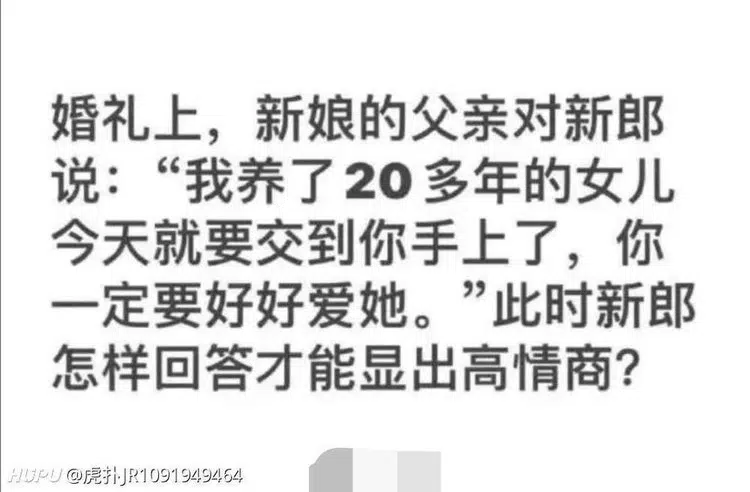 婚礼上，新娘的父亲对新郎
说：“我养了20多年的女儿
今天就要交到你手上了，你
一定要好好爱她。”此时新郎
怎样回答才能显出高情商？
HUPU @虎扑JR1091949464